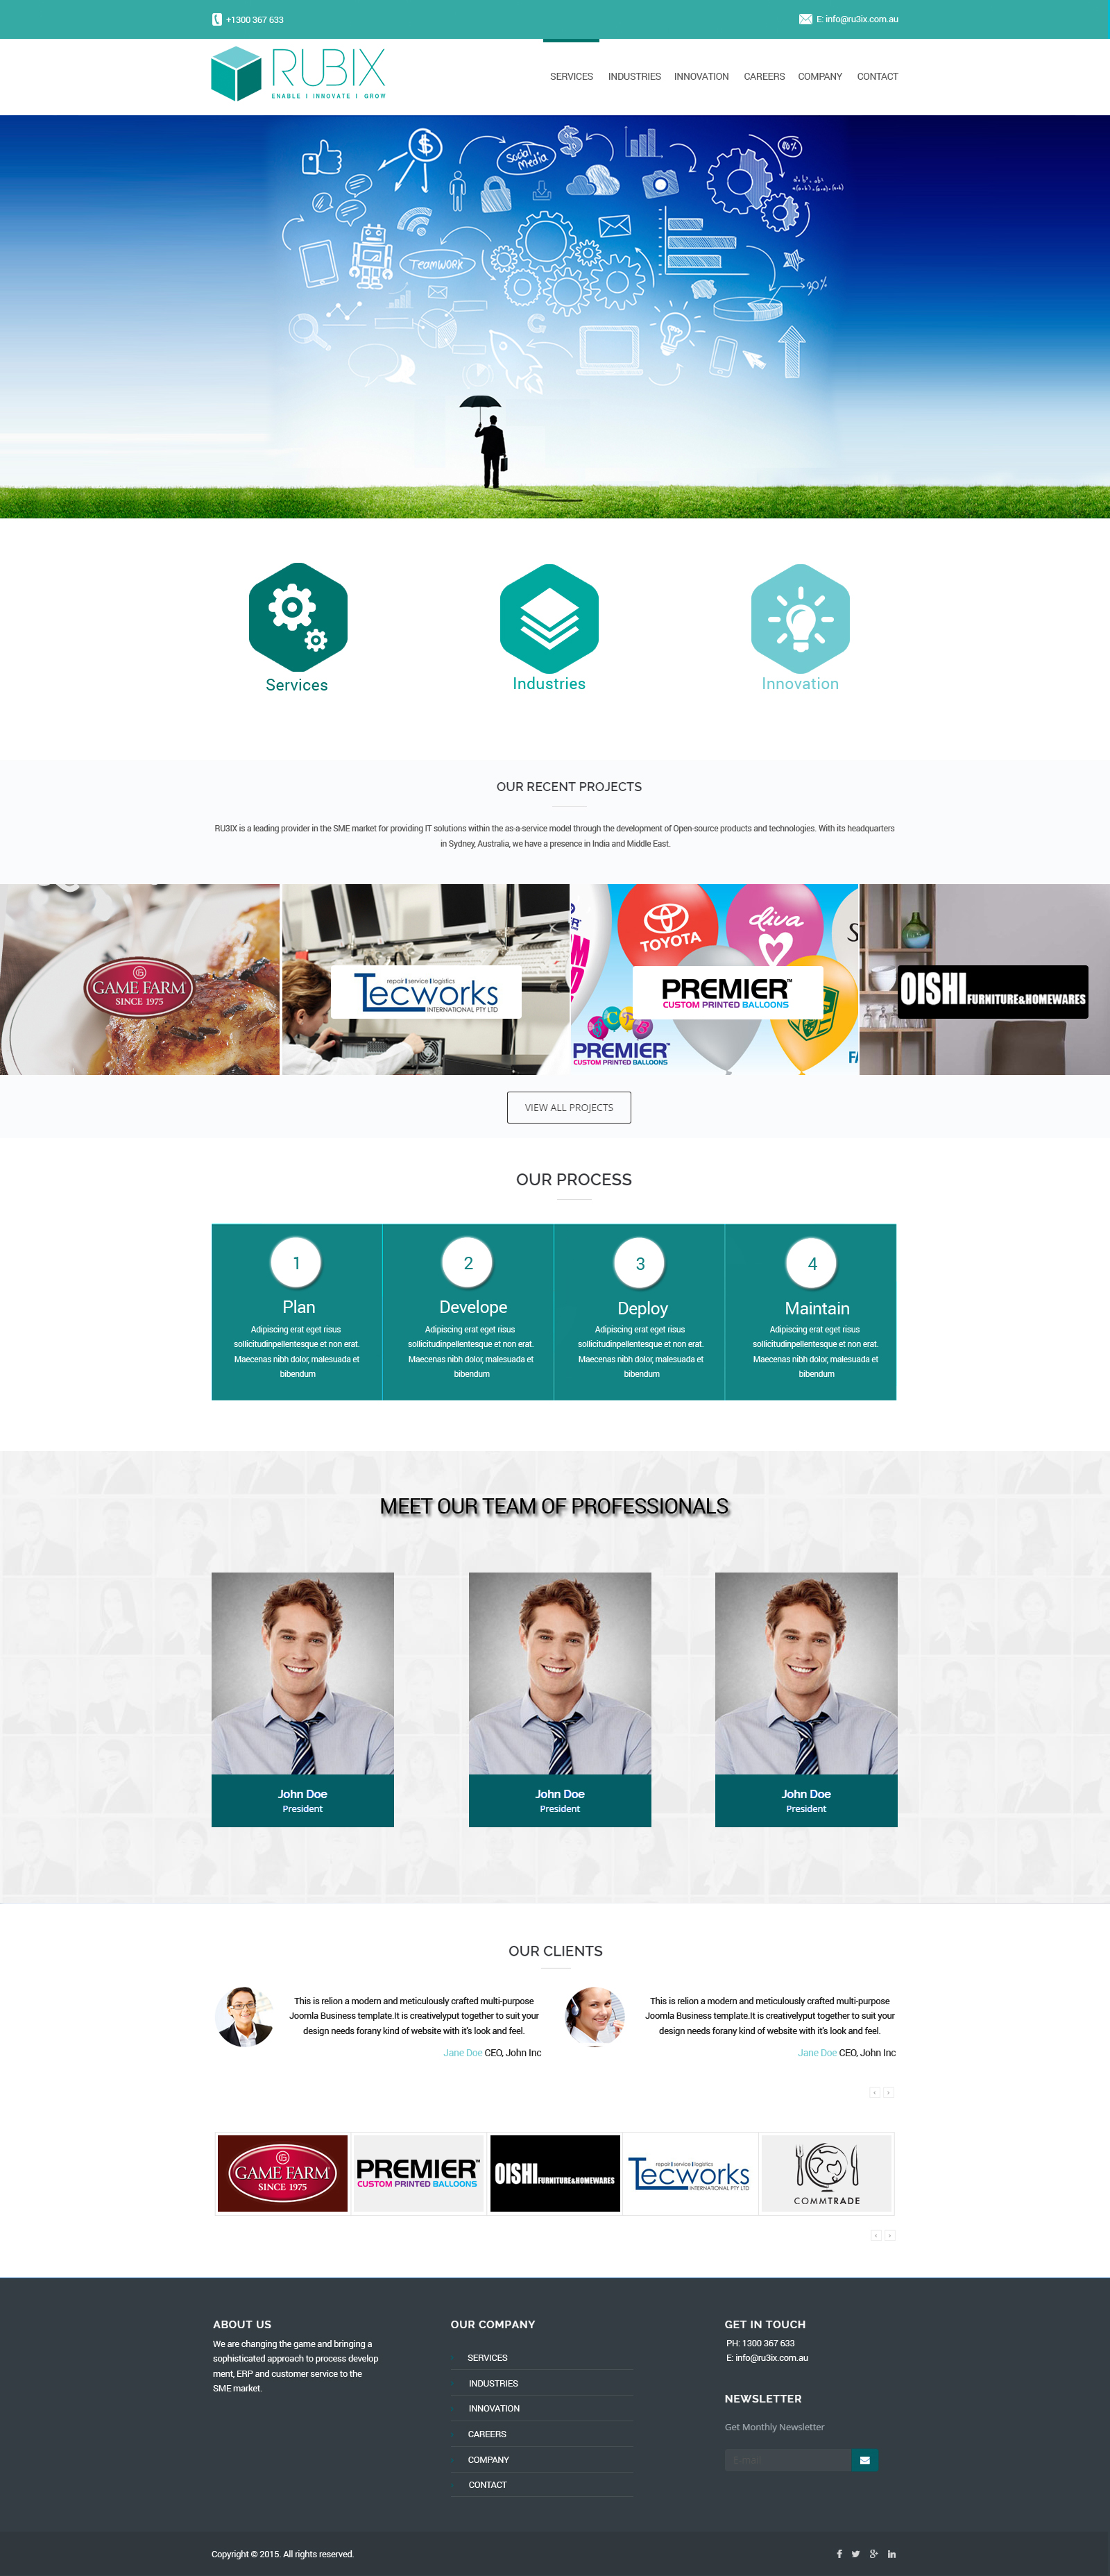 +1300 367 633
E: info@ru3ix.com.au
RUBIX
ENABLE | INNOVATE | GROW
SERVICES INDUSTRIES INNOVATION CAREERS COMPANY CONTACT
Social Media
80%
TEAMWORK
30%
Services
Industries
Innovation
OUR RECENT PROJECTS
RU3IX is a leading provider in the SME market for providing IT solutions within the as-a-service model through the development of Open-source products and technologies. With its headquarters
in Sydney, Australia, we have a presence in India and Middle East.
GAME FARM
SINCE 1975
repair service logistics
Tecworks
INTERNATIONAL PTY LTD
TOYOTA
diva
PREMIER™
CUSTOM PRINTED BALLOONS
PREMIER™
CUSTOM PRINTED BALLOONS
OISHI FURNITURE&HOMEWARES
VIEW ALL PROJECTS
OUR PROCESS
1
2
3
4
Plan
Develope
Deploy
Maintain
Adipiscing erat eget risus
sollicitudinpellentesque et non erat.
Maecenas nibh dolor, malesuada et
bibendum
Adipiscing erat eget risus
sollicitudinpellentesque et non erat.
Maecenas nibh dolor, malesuada et
bibendum
Adipiscing erat eget risus
sollicitudinpellentesque et non erat.
Maecenas nibh dolor, malesuada et
bibendum
Adipiscing erat eget risus
sollicitudinpellentesque et non erat.
Maecenas nibh dolor, malesuada et
bibendum
MEET OUR TEAM OF PROFESSIONALS
John Doe
President
John Doe
President
John Doe
President
OUR CLIENTS
This is relion a modern and meticulously crafted multi-purpose
Joomla Business template.It is creativelyput together to suit your
design needs forany kind of website with it's look and feel.
Jane Doe CEO, John Inc
This is relion a modern and meticulously crafted multi-purpose
Joomla Business template.It is creativelyput together to suit your
design needs forany kind of website with it's look and feel.
Jane Doe CEO, John Inc
GAME FARM
SINCE 1975
PREMIER™
CUSTOM PRINTED BALLOONS
OISHI FURNITURE&HOMEWARES
repair service logistics
Tecworks
INTERNATIONAL PTY LTD
COMMTRADE
ABOUT US
We are changing the game and bringing a
sophisticated approach to process develop
ment, ERP and customer service to the
SME market.
OUR COMPANY
SERVICES
INDUSTRIES
INNOVATION
CAREERS
COMPANY
CONTACT
GET IN TOUCH
PH: 1300 367 633
E: info@ru3ix.com.au
NEWSLETTER
Get Monthly Newsletter
Copyright © 2015. All rights reserved.